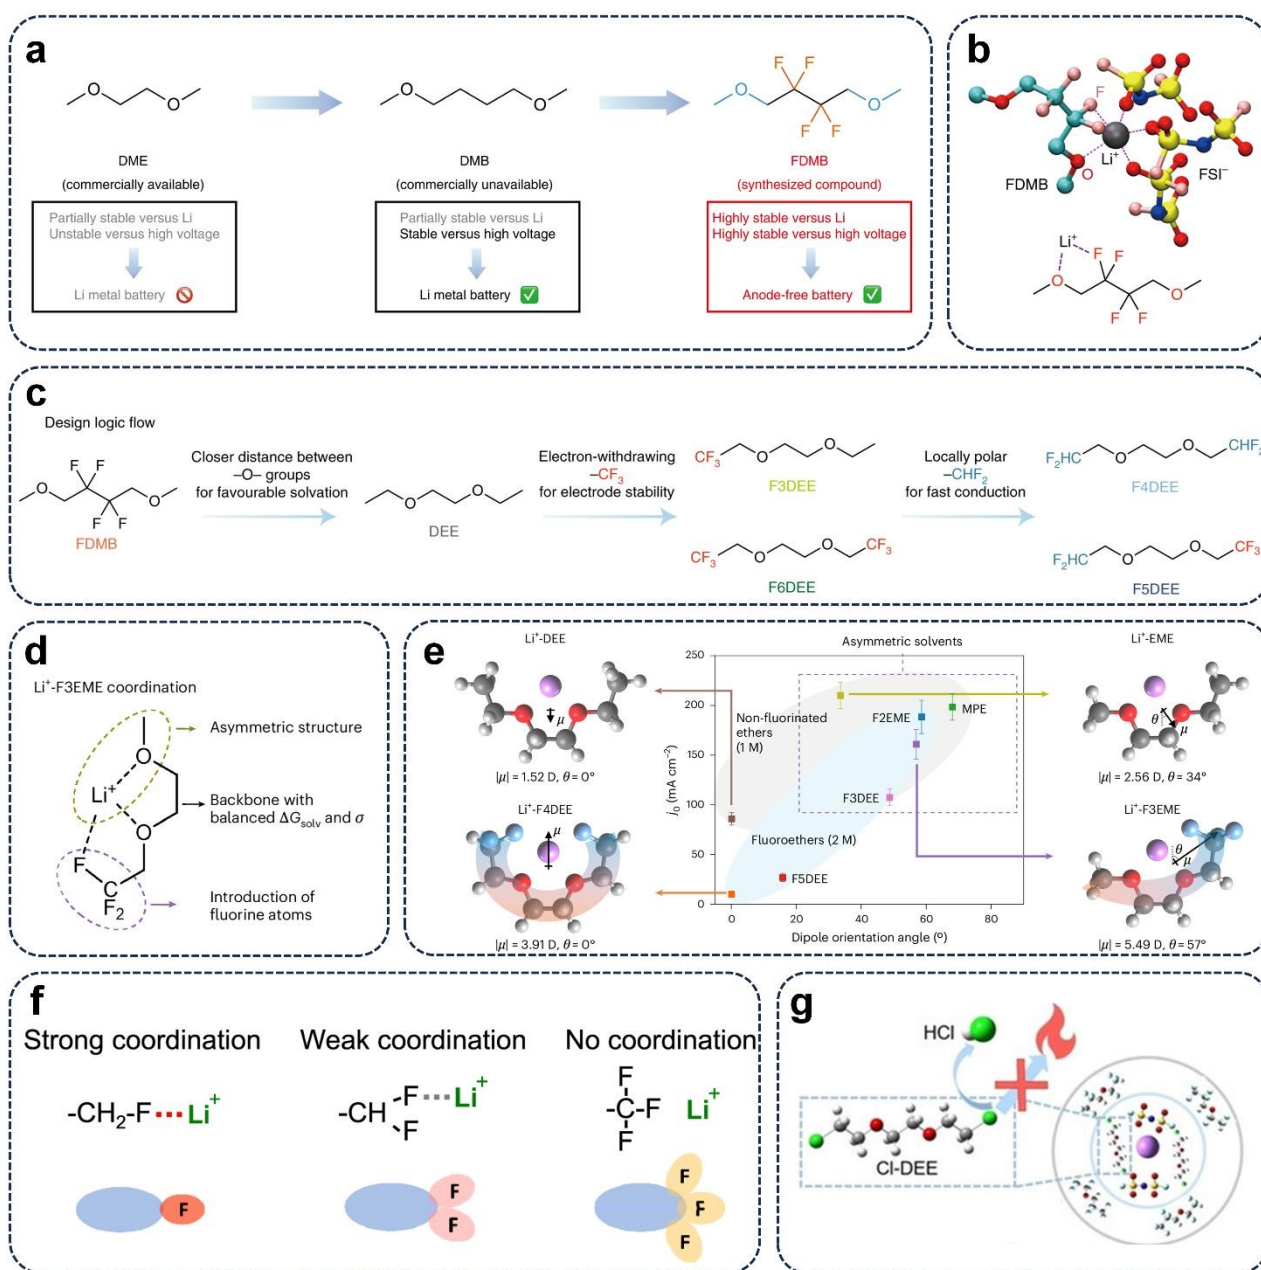 a
DME
(commercially available)
Partially stable versus Li
Unstable versus high voltage
Li metal battery
DMB
(commercially unavailable)
Partially stable versus Li
Stable versus high voltage
Li metal battery
F F
O O
F F
FDMB
(synthesized compound)
Highly stable versus Li
Highly stable versus high voltage
Anode-free battery
b
F
Li⁺
FDMB
O
FSI⁻
Li⁺
F F
O O
F F
c
Design logic flow
F F
O O
F F
FDMB
Closer distance between
–O– groups
for favourable solvation
O O
DEE
Electron-withdrawing
–CF₃
for electrode stability
CF₃ O O
F3DEE
CF₃ O O CF₃
F6DEE
Locally polar
–CHF₂
for fast conduction
F₂HC O O CHF₂
F4DEE
F₂HC O O CF₃
F5DEE
d
Li⁺-F3EME coordination
Asymmetric structure
O
Li⁺
O
Backbone with
balanced ΔG_solv and σ
F
C
F₂
Introduction of
fluorine atoms
e
Li⁺-DEE
μ
|μ| = 1.52 D, θ = 0°
Li⁺-F4DEE
μ
|μ| = 3.91 D, θ = 0°
Asymmetric solvents
j₀ (mA cm⁻²)
250
200
150
100
50
0
Non-fluorinated
ethers
(1 M)
F2EME
MPE
F3DEE
Fluoroethers (2 M)
F5DEE
0 20 40 60 80
Dipole orientation angle (°)
Li⁺-EME
θ
μ
|μ| = 2.56 D, θ = 34°
Li⁺-F3EME
θ
μ
|μ| = 5.49 D, θ = 57°
f
Strong coordination
-CH₂-F Li⁺
F
Weak coordination
-CH F Li⁺
F
F
F
No coordination
F
-C-F Li⁺
F
F
F
F
g
HCl
Cl-DEE